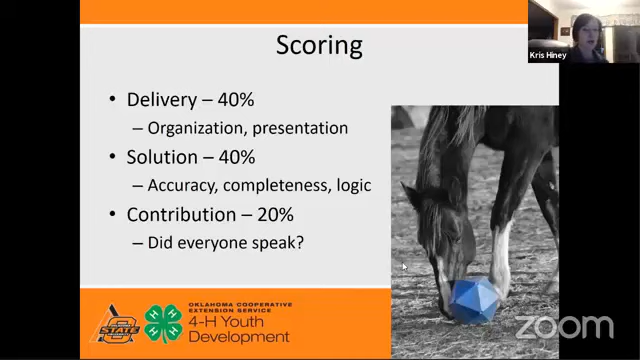 Scoring
• Delivery – 40%
– Organization, presentation
• Solution – 40%
– Accuracy, completeness, logic
• Contribution – 20%
– Did everyone speak?
Kris Hiney
STATE
H H H H
OKLAHOMA COOPERATIVE
EXTENSION SERVICE
4-H Youth
Development
zoom